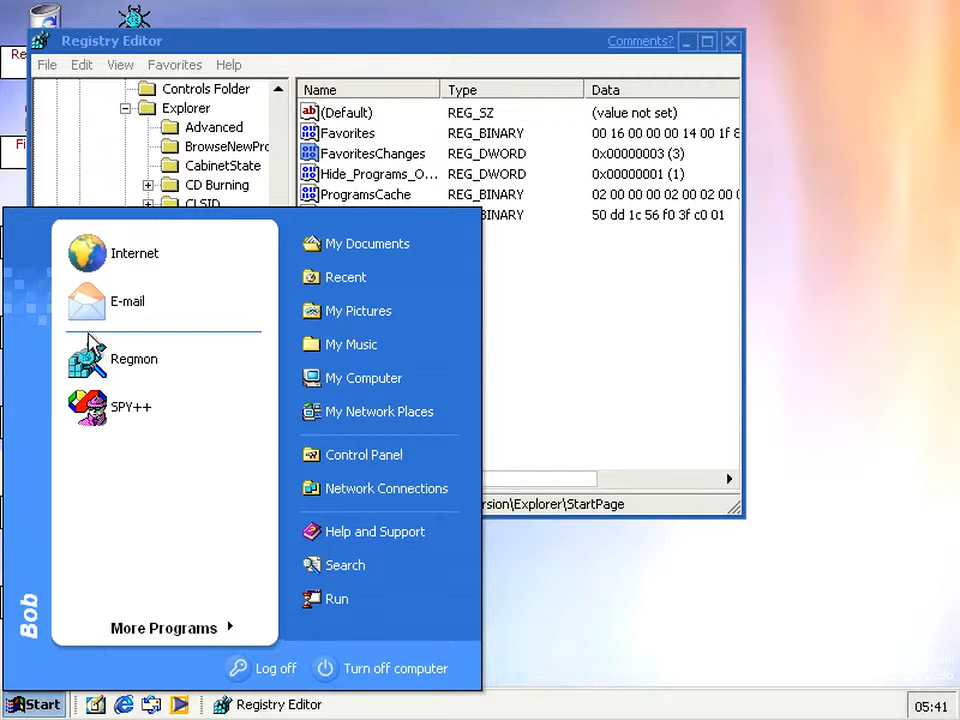 Re
Registry Editor
Comments?
File Edit View Favorites Help
Controls Folder
Explorer
Advanced
BrowseNewPro
CabinetState
CD Burning
CLSID
Name Type Data
(Default) REG_SZ (value not set)
Favorites REG_BINARY 00 16 00 00 00 14 00 1f 8
FavoritesChanges REG_DWORD 0x00000003 (3)
Hide_Programs_O... REG_DWORD 0x00000001 (1)
ProgramsCache REG_BINARY 02 00 00 00 02 00 02 00 0
BINARY 50 dd 1c 56 f0 3f c0 01
Fi
Internet
E-mail
Regmon
SPY++
More Programs
My Documents
Recent
My Pictures
My Music
My Computer
My Network Places
Control Panel
Network Connections
Help and Support
Search
Run
Bob
Log off
Turn off computer
rsion\Explorer\StartPage
Start
Registry Editor
05:41